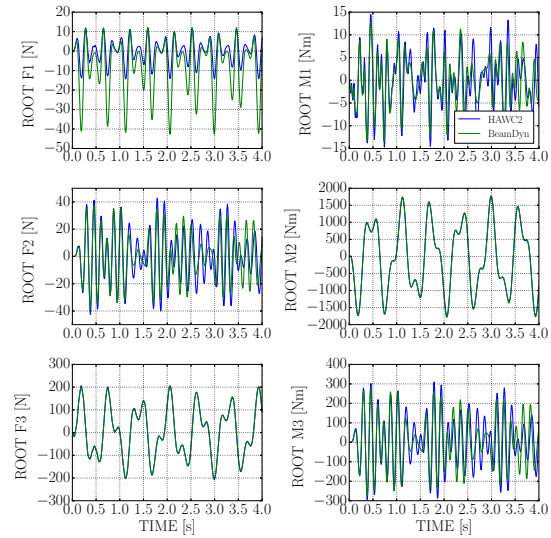 ROOT F1 [N]
20
10
0
−10
−20
−30
−40
−50
0.0 0.5 1.0 1.5 2.0 2.5 3.0 3.5 4.0
ROOT M1 [Nm]
15
10
5
0
−5
−10
−15
0.0 0.5 1.0 1.5 2.0 2.5 3.0 3.5 4.0
HAWC2
BeamDyn
ROOT F2 [N]
40
20
0
−20
−40
0.0 0.5 1.0 1.5 2.0 2.5 3.0 3.5 4.0
ROOT M2 [Nm]
2000
1500
1000
500
0
−500
−1000
−1500
−2000
0.0 0.5 1.0 1.5 2.0 2.5 3.0 3.5 4.0
ROOT F3 [N]
300
200
100
0
−100
−200
−300
0.0 0.5 1.0 1.5 2.0 2.5 3.0 3.5 4.0
TIME [s]
ROOT M3 [Nm]
400
300
200
100
0
−100
−200
−300
0.0 0.5 1.0 1.5 2.0 2.5 3.0 3.5 4.0
TIME [s]